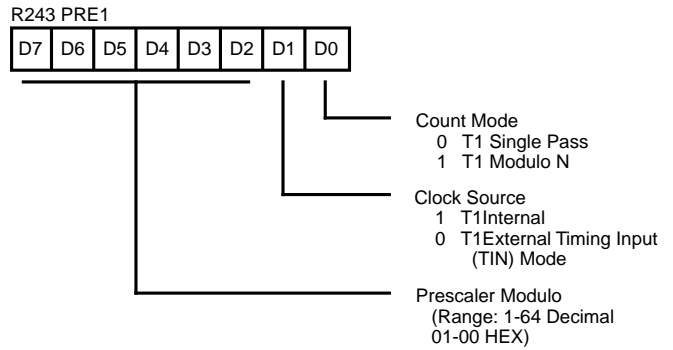 R243 PRE1
D7 D6 D5 D4 D3 D2 D1 D0
Count Mode
0 T1 Single Pass
1 T1 Modulo N
Clock Source
1 T1Internal
0 T1External Timing Input
(TIN) Mode
Prescaler Modulo
(Range: 1-64 Decimal
01-00 HEX)